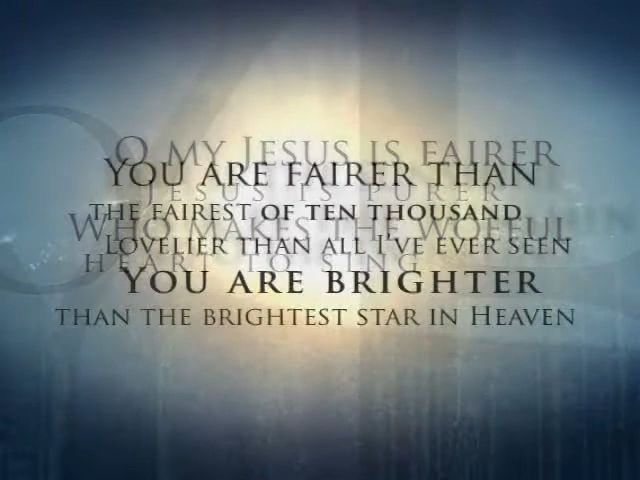 O my Jesus is fairer
You are fairer than
Jesus is purer
the fairest of ten thousand
Who makes the woeful
Lovelier than all I've ever seen
heart to sing
You are brighter
than the brightest star in Heaven